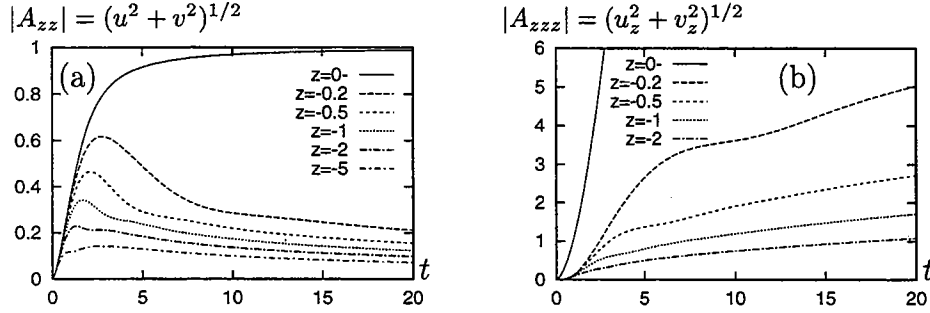 |A_{zz}| = (u^2 + v^2)^{1/2}
1
(a)
z=0-
z=-0.2
z=-0.5
z=-1
z=-2
z=-5
0.8
0.6
0.4
0.2
0
0 5 10 15 20
t
|A_{zzz}| = (u_z^2 + v_z^2)^{1/2}
6
z=0-
z=-0.2
z=-0.5
z=-1
z=-2
(b)
5
4
3
2
1
0
0 5 10 15 20
t